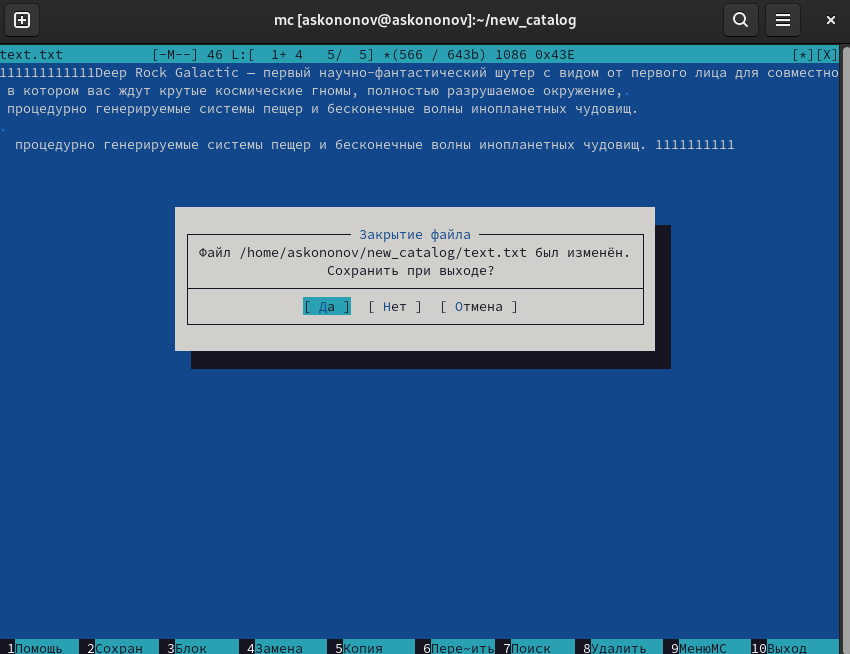 mc [askononov@askononov]:~/new_catalog
text.txt [-M--] 46 L:[ 1+ 4 5/ 5] *(566 / 643b) 1086 0x43E [*][X]
111111111111Deep Rock Galactic — первый научно-фантастический шутер с видом от первого лица для совместно
в котором вас ждут крутые космические гномы, полностью разрушаемое окружение,.
процедурно генерируемые системы пещер и бесконечные волны инопланетных чудовищ.
.
процедурно генерируемые системы пещер и бесконечные волны инопланетных чудовищ. 1111111111
Закрытие файла
Файл /home/askononov/new_catalog/text.txt был изменён.
Сохранить при выходе?
[ Да ] [ Нет ] [ Отмена ]
1Помощь 2Сохран 3Блок 4Замена 5Копия 6Пере~ить 7Поиск 8Удалить 9МенюMC 10Выход